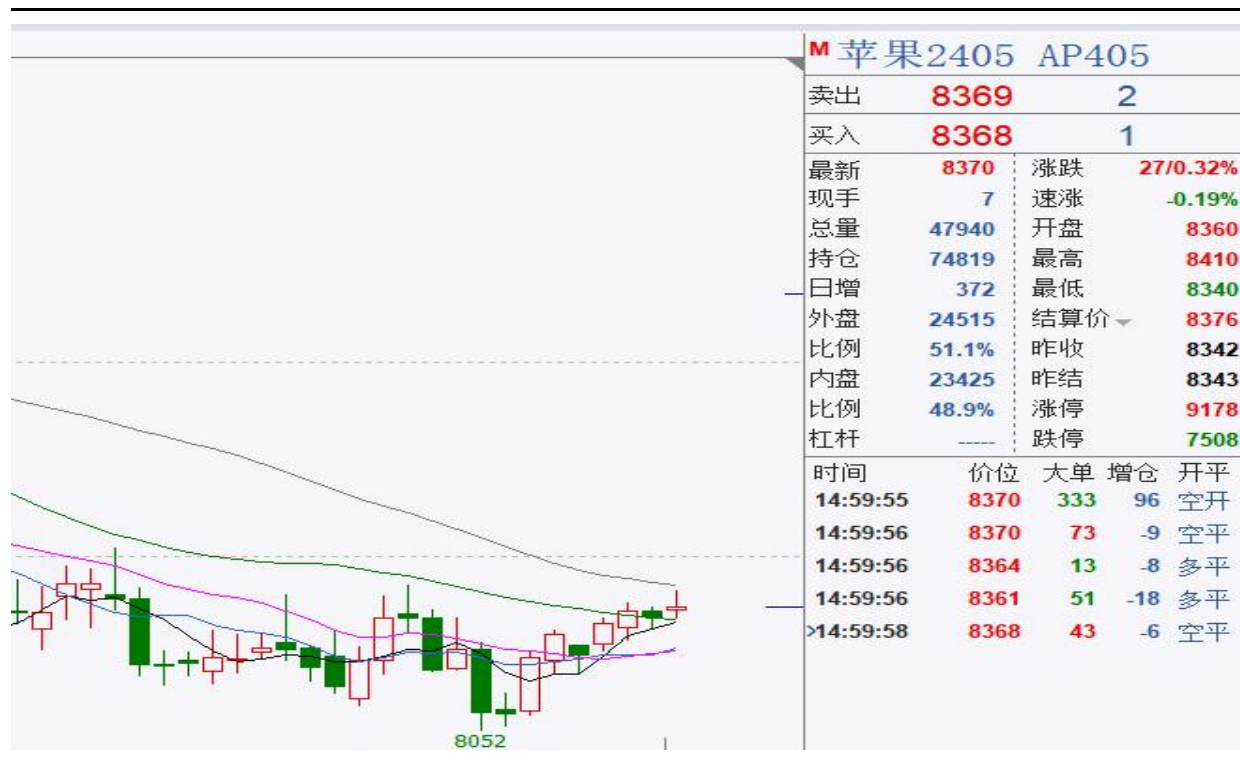 M 苹果2405 AP405
卖出 8369 2
买入 8368 1
最新 8370 涨跌 27/0.32%
现手 7 速涨 -0.19%
总量 47940 开盘 8360
持仓 74819 最高 8410
日增 372 最低 8340
外盘 24515 结算价 8376
比例 51.1% 昨收 8342
内盘 23425 昨结 8343
比例 48.9% 涨停 9178
杠杆 ----- 跌停 7508
时间 价位 大单 增仓 开平
14:59:55 8370 333 96 空开
14:59:56 8370 73 -9 空平
14:59:56 8364 13 -8 多平
14:59:56 8361 51 -18 多平
>14:59:58 8368 43 -6 空平
8052